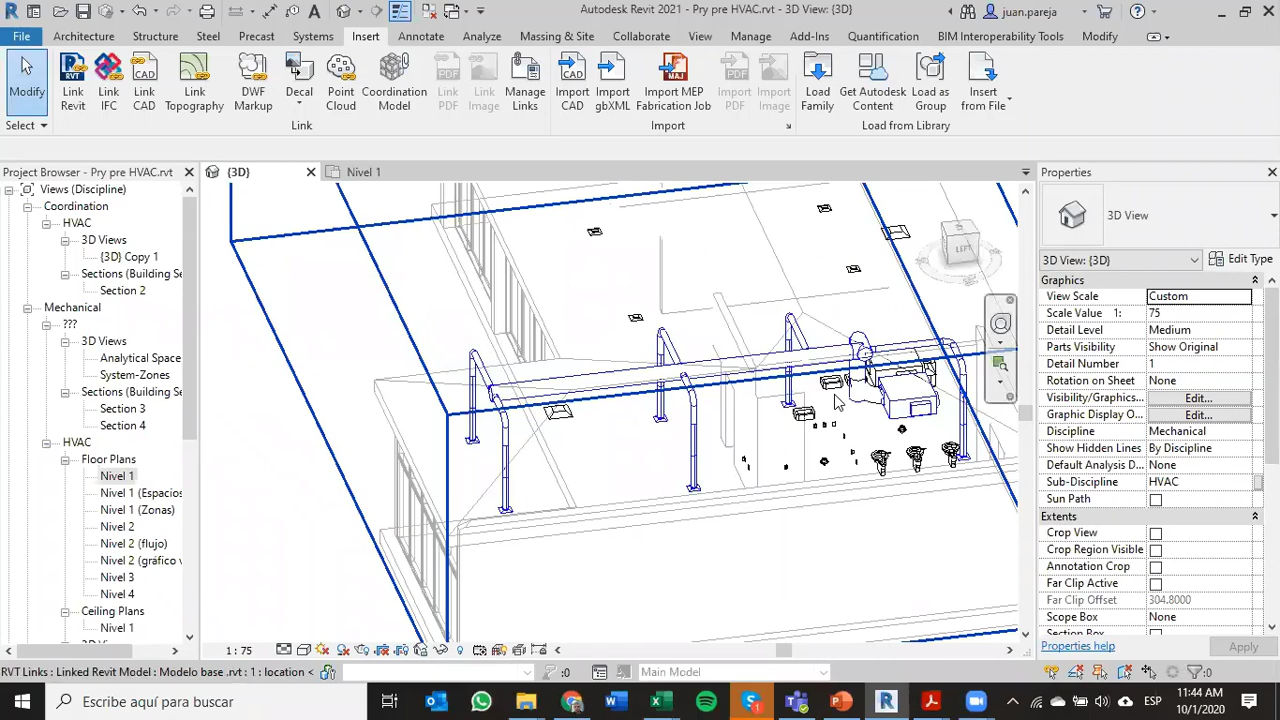 Autodesk Revit 2021 - Pry pre HVAC.rvt - 3D View: {3D}
juan.pareja
File Architecture Structure Steel Precast Systems Insert Annotate Analyze Massing & Site Collaborate View Manage Add-Ins Quantification BIM Interoperability Tools Modify
Modify
Link Revit
Link IFC
Link CAD
Link Topography
DWF Markup
Decal
Point Cloud
Coordination Model
Link PDF
Link Image
Manage Links
Import CAD
Import gbXML
Import MEP Fabrication Job
Import PDF
Import Image
Load Family
Get Autodesk Content
Load as Group
Insert from File
Select
Link
Import
Load from Library
Project Browser - Pry pre HVAC.rvt
Views (Discipline)
Coordination
HVAC
3D Views
{3D} Copy 1
Sections (Building Se
Section 2
Mechanical
???
3D Views
Analytical Space
System-Zones
Sections (Building Se
Section 3
Section 4
HVAC
Floor Plans
Nivel 1
Nivel 1 (Espacios
Nivel 1 (Zonas)
Nivel 2
Nivel 2 (flujo)
Nivel 2 (gráfico v
Nivel 3
Nivel 4
Ceiling Plans
Nivel 1
{3D}
Nivel 1
LEFT
1 : 75
Properties
3D View
3D View: {3D}
Edit Type
Graphics
View Scale Custom
Scale Value 1: 75
Detail Level Medium
Parts Visibility Show Original
Detail Number 1
Rotation on Sheet None
Visibility/Graphics... Edit...
Graphic Display O... Edit...
Discipline Mechanical
Show Hidden Lines By Discipline
Default Analysis D... None
Sub-Discipline HVAC
Sun Path
Extents
Crop View
Crop Region Visible
Annotation Crop
Far Clip Active
Far Clip Offset 304.8000
Scope Box None
Section Box
Properties help
Apply
RVT Links : Linked Revit Model : Modelo base .rvt : 1 : location <
:0
Main Model
:0
Escribe aquí para buscar
ESP
11:44 AM
10/1/2020